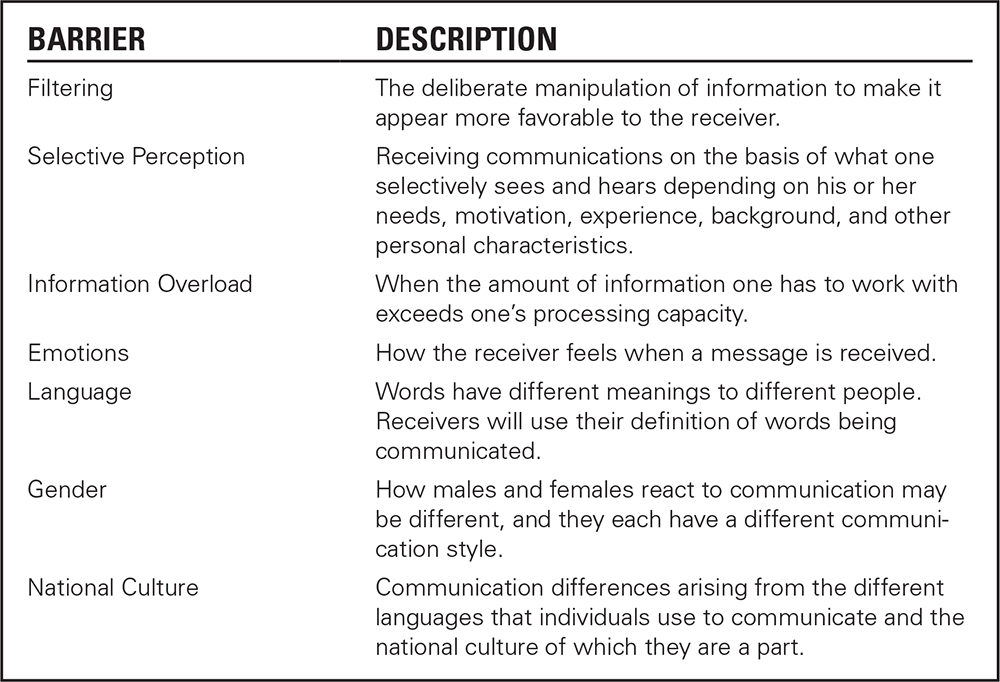 BARRIER DESCRIPTION
Filtering The deliberate manipulation of information to make it
appear more favorable to the receiver.
Selective Perception Receiving communications on the basis of what one
selectively sees and hears depending on his or her
needs, motivation, experience, background, and other
personal characteristics.
Information Overload When the amount of information one has to work with
exceeds one’s processing capacity.
Emotions How the receiver feels when a message is received.
Language Words have different meanings to different people.
Receivers will use their definition of words being
communicated.
Gender How males and females react to communication may
be different, and they each have a different communi-
cation style.
National Culture Communication differences arising from the different
languages that individuals use to communicate and the
national culture of which they are a part.